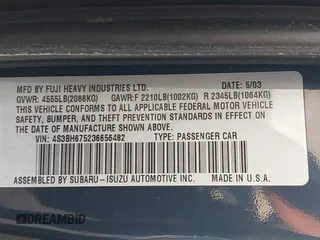 MFD BY FUJI HEAVY INDUSTRIES LTD. DATE: 5/03
GVWR: 4555LB(2066KG) GAWR:F 2210LB(1002KG) R 2345LB(1064KG)
THIS VEHICLE CONFORMS TO ALL APPLICABLE FEDERAL MOTOR VEHICLE
SAFETY, BUMPER, AND THEFT PREVENTION STANDARDS IN EFFECT ON
THE DATE OF MANUFACTURE SHOWN ABOVE.
VIN: 4S3BH675236656482 TYPE: PASSENGER CAR
ASSEMBLED BY SUBARU-ISUZU AUTOMOTIVE INC. MADE IN U.S.A.
DREAMBID